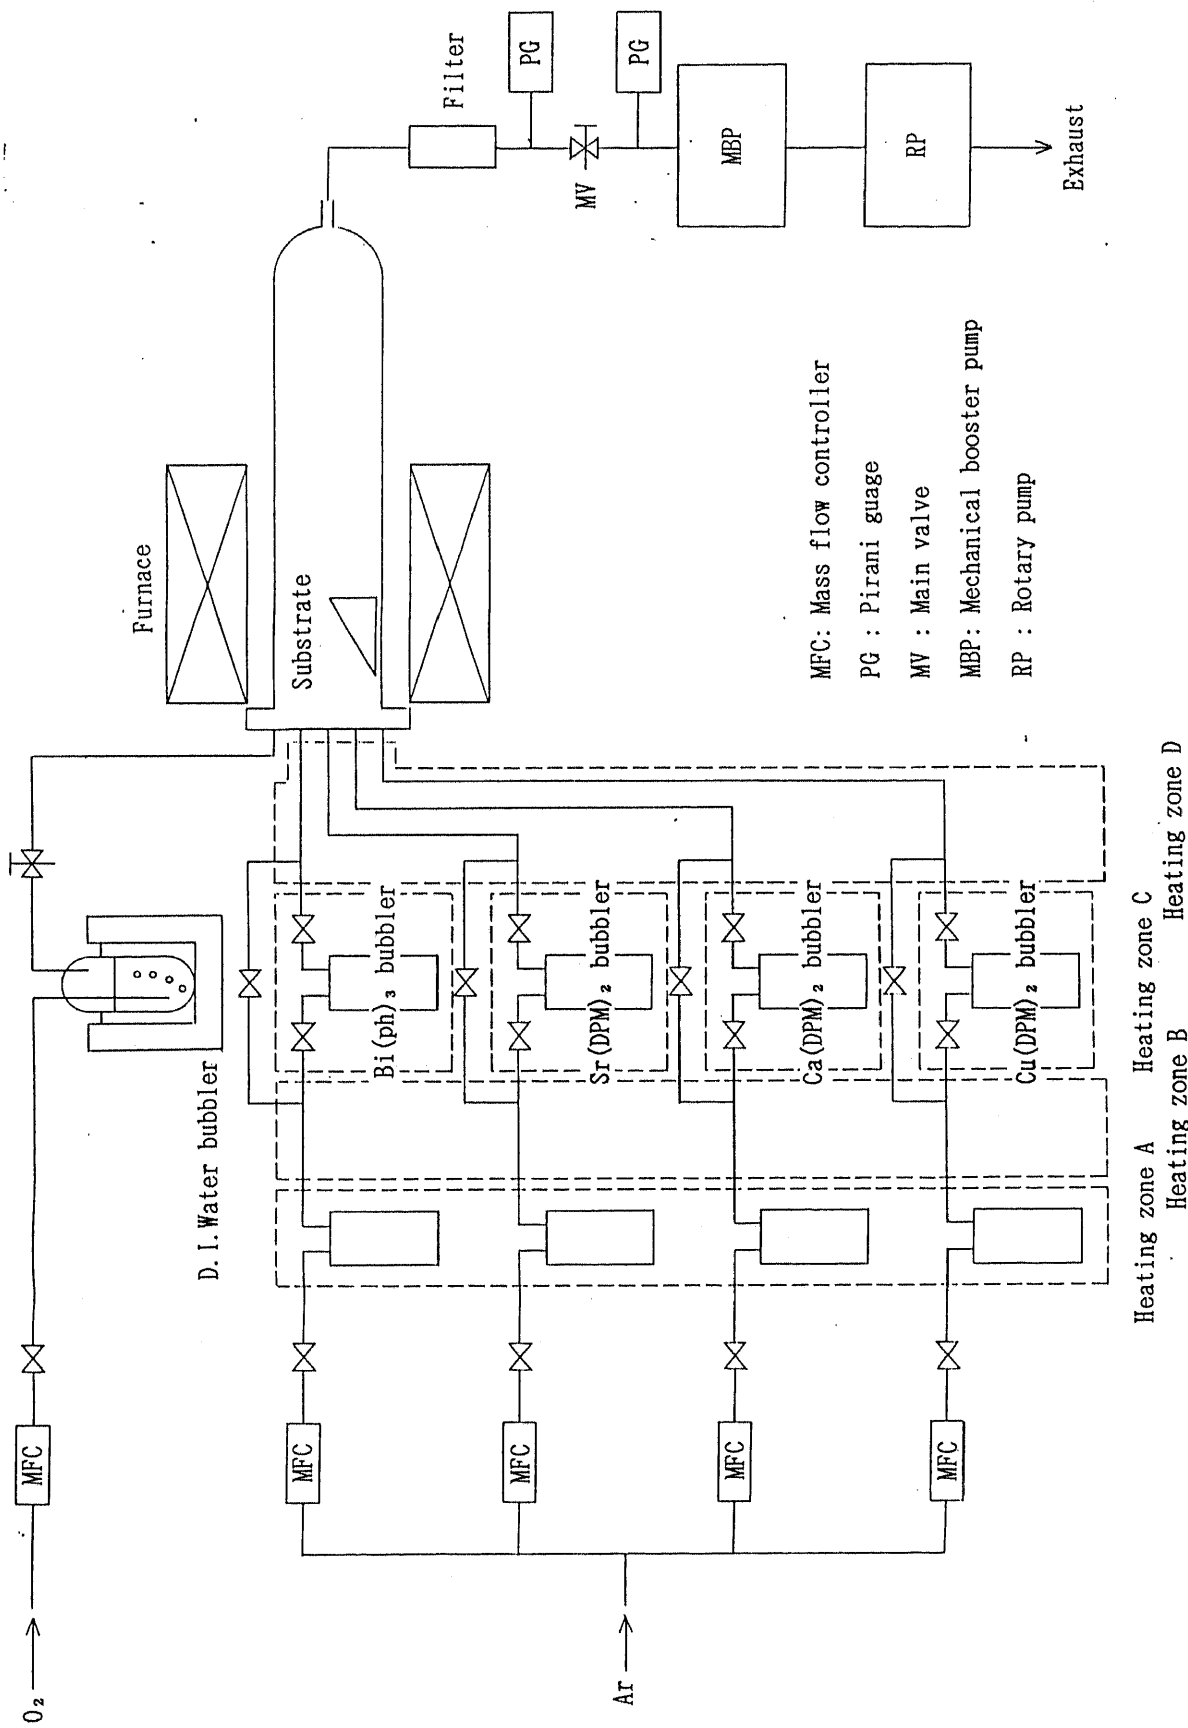 O₂
MFC
D.I.Water bubbler
Furnace
Substrate
Filter
PG
PG
MV
MBP
RP
Exhaust
Ar
MFC
MFC
MFC
MFC
Bi(ph)₃ bubbler
Sr(DPM)₂ bubbler
Ca(DPM)₂ bubbler
Cu(DPM)₂ bubbler
Heating zone A
Heating zone B
Heating zone C
Heating zone D
MFC: Mass flow controller
PG : Pirani guage
MV : Main valve
MBP: Mechanical booster pump
RP : Rotary pump